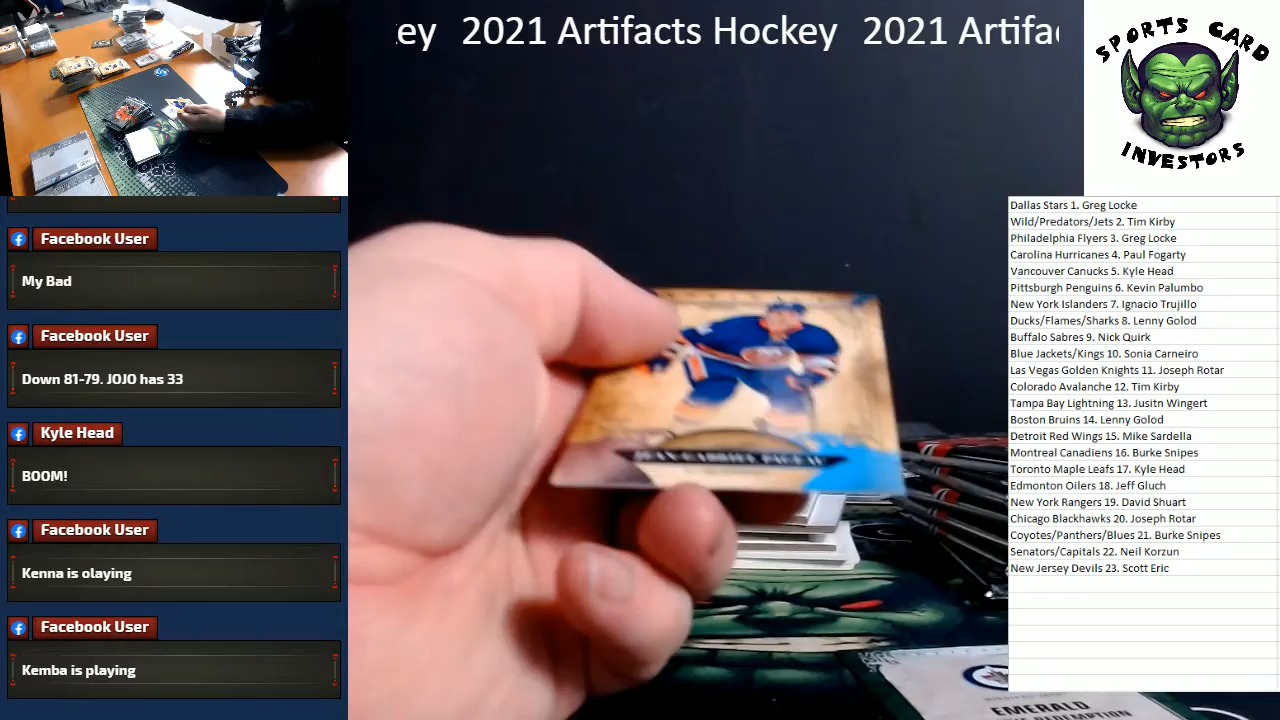 ey 2021 Artifacts Hockey 2021 Artifa
SPORTS CARD
INVESTORS
Facebook User
My Bad
Facebook User
Down 81-79. JOJO has 33
Kyle Head
BOOM!
Facebook User
Kenna is olaying
Facebook User
Kemba is playing
Dallas Stars 1. Greg Locke
Wild/Predators/Jets 2. Tim Kirby
Philadelphia Flyers 3. Greg Locke
Carolina Hurricanes 4. Paul Fogarty
Vancouver Canucks 5. Kyle Head
Pittsburgh Penguins 6. Kevin Palumbo
New York Islanders 7. Ignacio Trujillo
Ducks/Flames/Sharks 8. Lenny Golod
Buffalo Sabres 9. Nick Quirk
Blue Jackets/Kings 10. Sonia Carneiro
Las Vegas Golden Knights 11. Joseph Rotar
Colorado Avalanche 12. Tim Kirby
Tampa Bay Lightning 13. Jusitn Wingert
Boston Bruins 14. Lenny Golod
Detroit Red Wings 15. Mike Sardella
Montreal Canadiens 16. Burke Snipes
Toronto Maple Leafs 17. Kyle Head
Edmonton Oilers 18. Jeff Gluch
New York Rangers 19. David Shuart
Chicago Blackhawks 20. Joseph Rotar
Coyotes/Panthers/Blues 21. Burke Snipes
Senators/Capitals 22. Neil Korzun
New Jersey Devils 23. Scott Eric
EMERALD
REDEMPTION